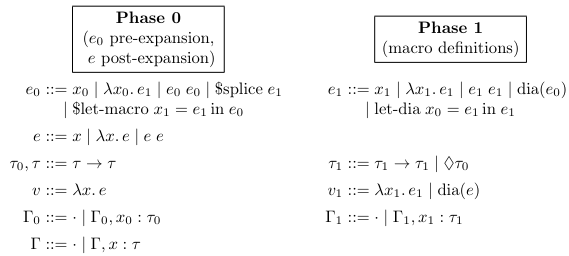 Phase 0
(e₀ pre-expansion,
e post-expansion)
e₀ ::= x₀ | λx₀. e₁ | e₀ e₀ | $splice e₁
| $let-macro x₁ = e₁ in e₀
e ::= x | λx. e | e e
τ₀, τ ::= τ → τ
v ::= λx. e
Γ₀ ::= · | Γ₀, x₀ : τ₀
Γ ::= · | Γ, x : τ
Phase 1
(macro definitions)
e₁ ::= x₁ | λx₁. e₁ | e₁ e₁ | dia(e₀)
| let-dia x₀ = e₁ in e₁
τ₁ ::= τ₁ → τ₁ | ◊τ₀
v₁ ::= λx₁. e₁ | dia(e)
Γ₁ ::= · | Γ₁, x₁ : τ₁